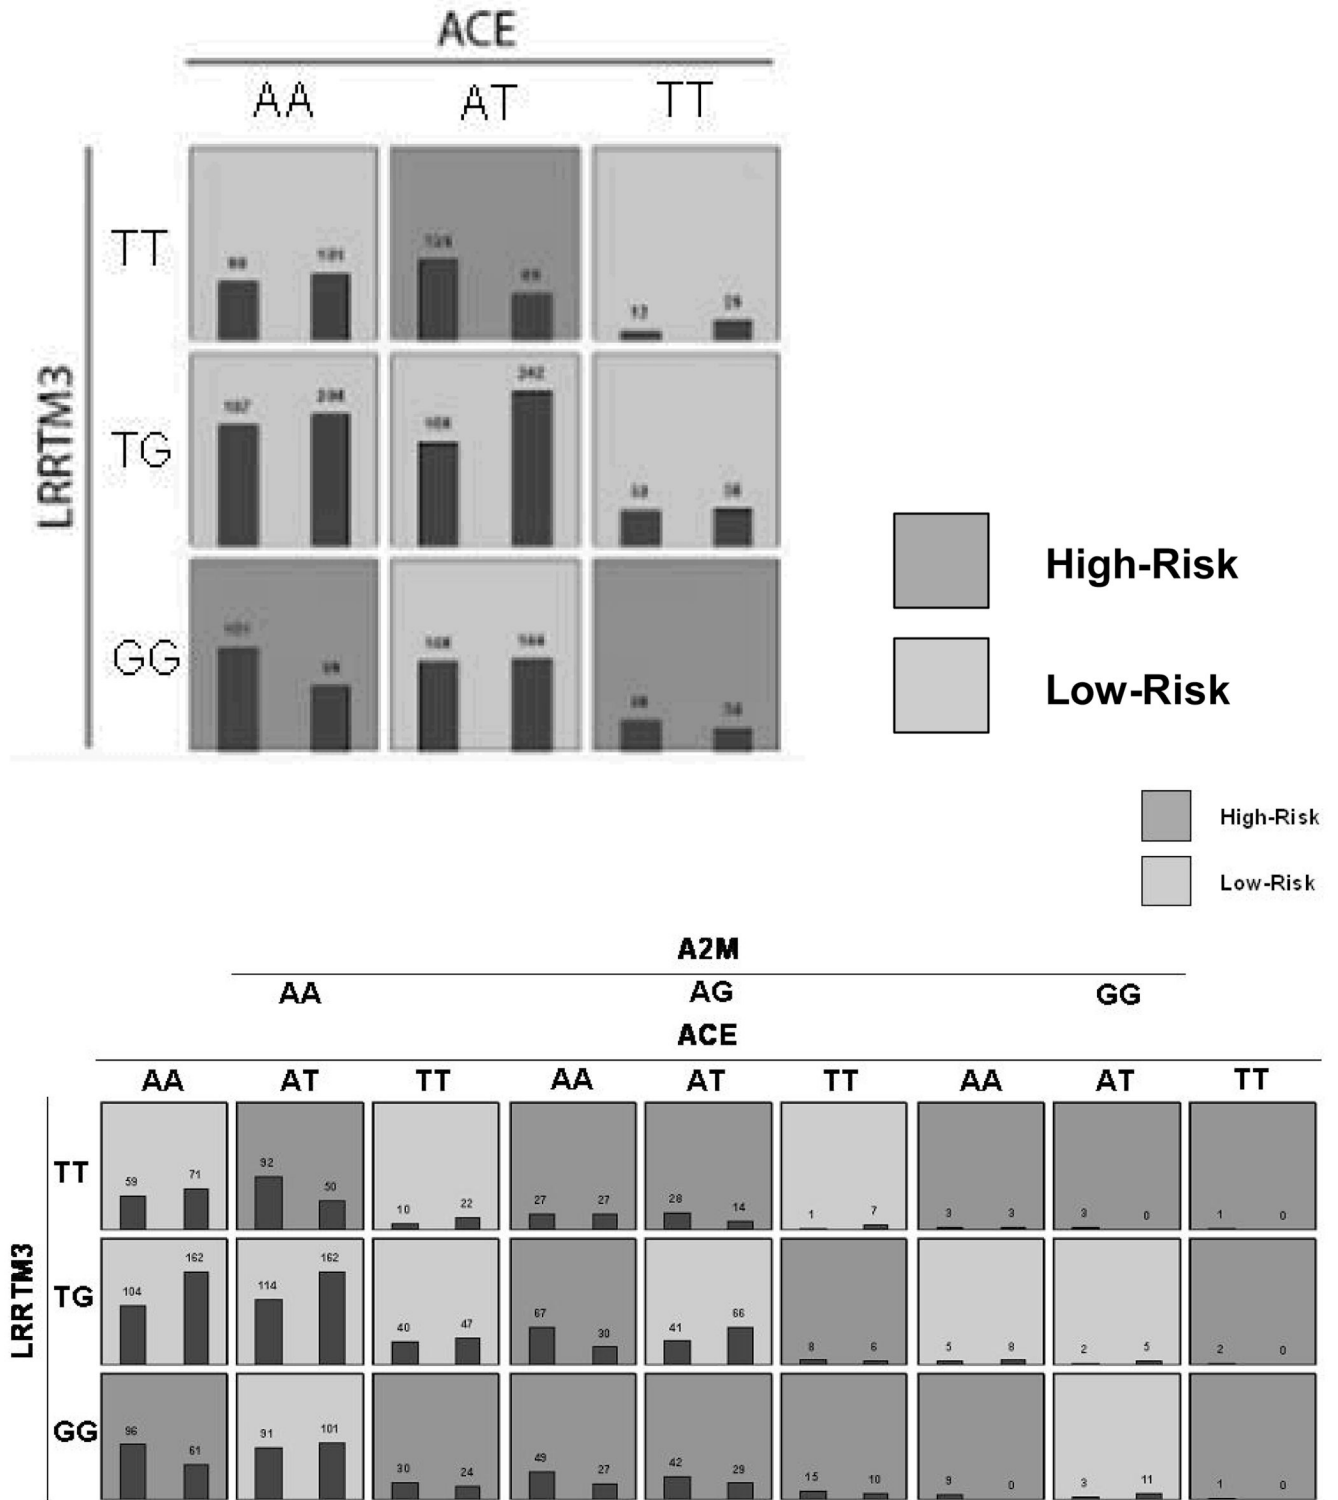 ACE
AA AT TT
LRRTM3
TT
12
TG
242
GG
High-Risk
Low-Risk
High-Risk
Low-Risk
A2M
AA AG GG
ACE
AA AT TT AA AT TT AA AT TT
LRRTM3
TT
59 71 92 50 10 22 27 27 28 14 1 7 3 3 3 0 1 0
TG
104 162 114 162 40 47 67 30 41 66 8 6 5 8 2 5 2 0
GG
96 61 91 101 30 24 49 27 42 29 15 10 9 0 3 11 1 0